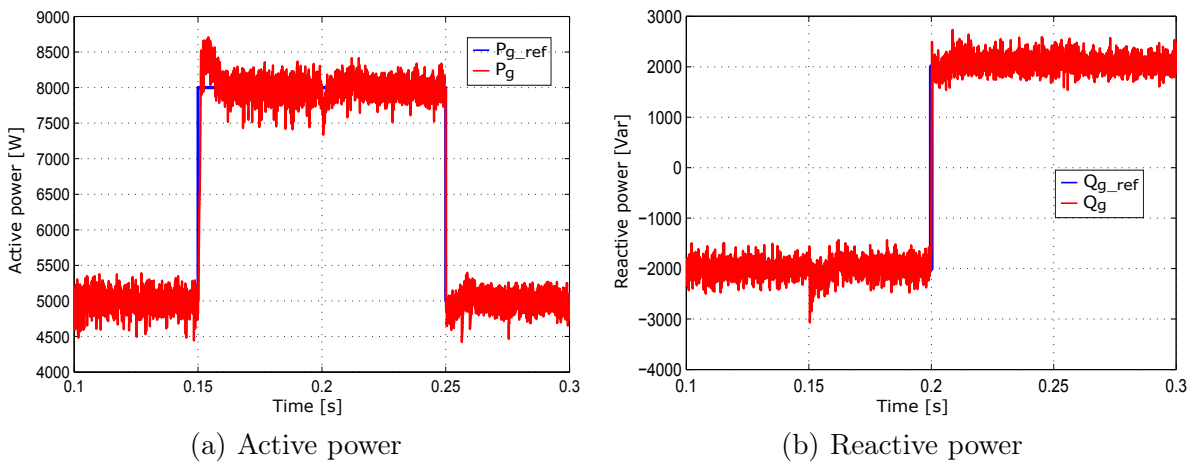 9000
8500
8000
7500
7000
6500
6000
5500
5000
4500
4000
Active power [W]
0.1
0.15
0.2
0.25
0.3
Time [s]
Pg_ref
Pg
(a) Active power
3000
2000
1000
0
−1000
−2000
−3000
−4000
Reactive power [Var]
0.1
0.15
0.2
0.25
0.3
Time [s]
Qg_ref
Qg
(b) Reactive power